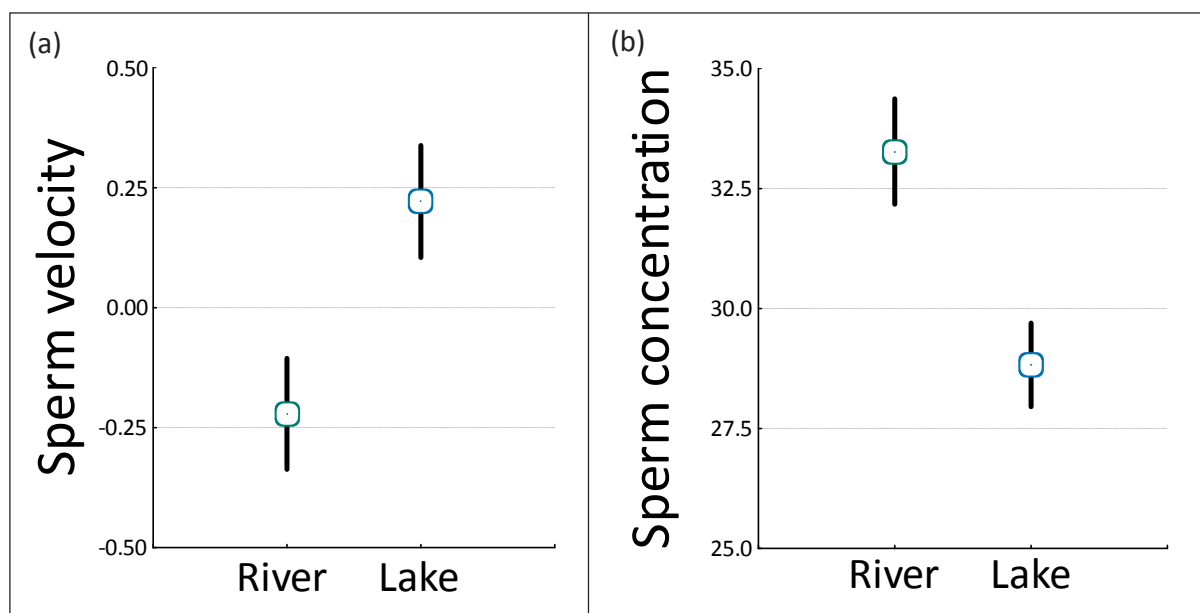 (a)
Sperm velocity
0.50
0.25
0.00
-0.25
-0.50
River Lake
(b)
Sperm concentration
35.0
32.5
30.0
27.5
25.0
River Lake